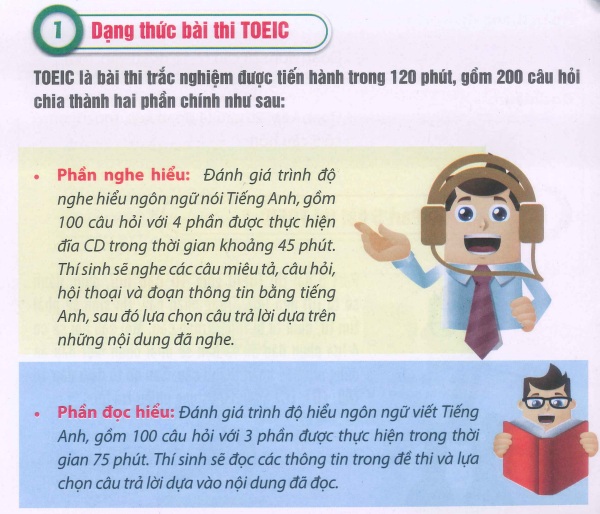 1 Dạng thức bài thi TOEIC
TOEIC là bài thi trắc nghiệm được tiến hành trong 120 phút, gồm 200 câu hỏi
chia thành hai phần chính như sau:
• Phần nghe hiểu: Đánh giá trình độ
nghe hiểu ngôn ngữ nói Tiếng Anh, gồm
100 câu hỏi với 4 phần được thực hiện
đĩa CD trong thời gian khoảng 45 phút.
Thí sinh sẽ nghe các câu miêu tả, câu hỏi,
hội thoại và đoạn thông tin bằng tiếng
Anh, sau đó lựa chọn câu trả lời dựa trên
những nội dung đã nghe.
• Phần đọc hiểu: Đánh giá trình độ hiểu ngôn ngữ viết Tiếng
Anh, gồm 100 câu hỏi với 3 phần được thực hiện trong thời
gian 75 phút. Thí sinh sẽ đọc các thông tin trong đề thi và lựa
chọn câu trả lời dựa vào nội dung đã đọc.